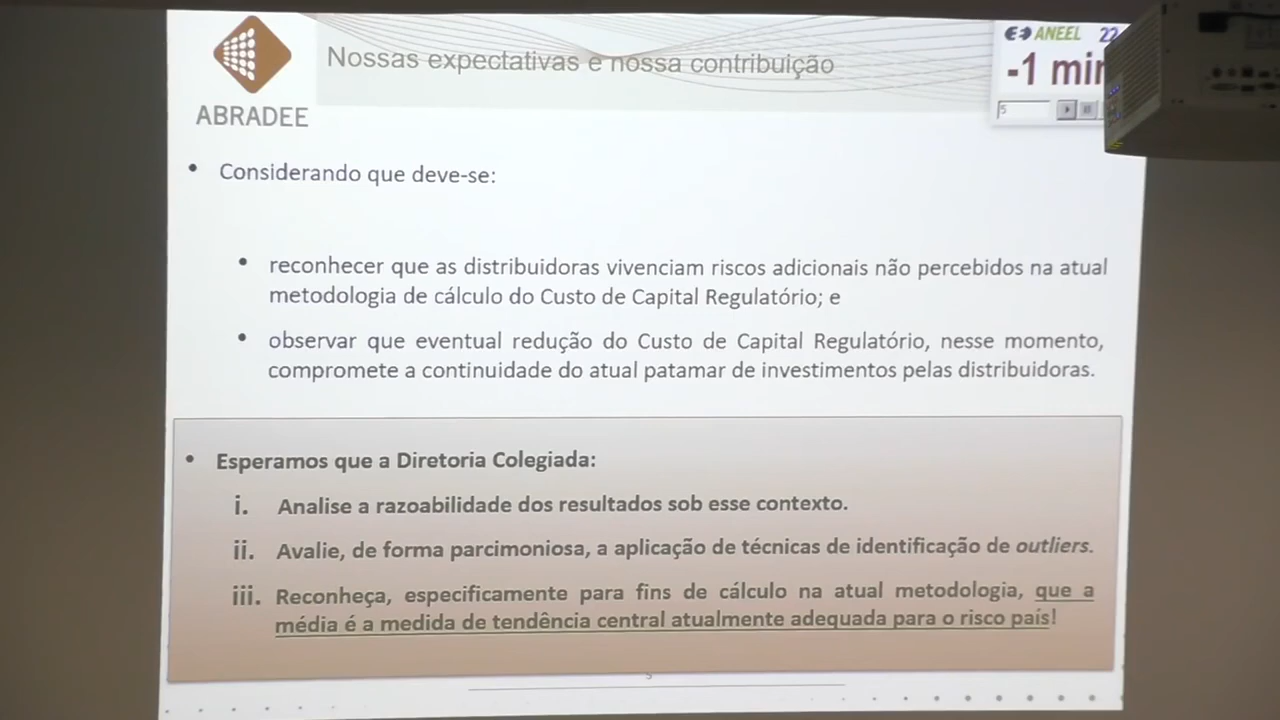 Nossas expectativas e nossa contribuição
ABRADEE
ANEEL 22
-1 min
5
• Considerando que deve-se:
• reconhecer que as distribuidoras vivenciam riscos adicionais não percebidos na atual
metodologia de cálculo do Custo de Capital Regulatório; e
• observar que eventual redução do Custo de Capital Regulatório, nesse momento,
compromete a continuidade do atual patamar de investimentos pelas distribuidoras.
• Esperamos que a Diretoria Colegiada:
i. Analise a razoabilidade dos resultados sob esse contexto.
ii. Avalie, de forma parcimoniosa, a aplicação de técnicas de identificação de outliers.
iii. Reconheça, especificamente para fins de cálculo na atual metodologia, que a
média é a medida de tendência central atualmente adequada para o risco país!
5